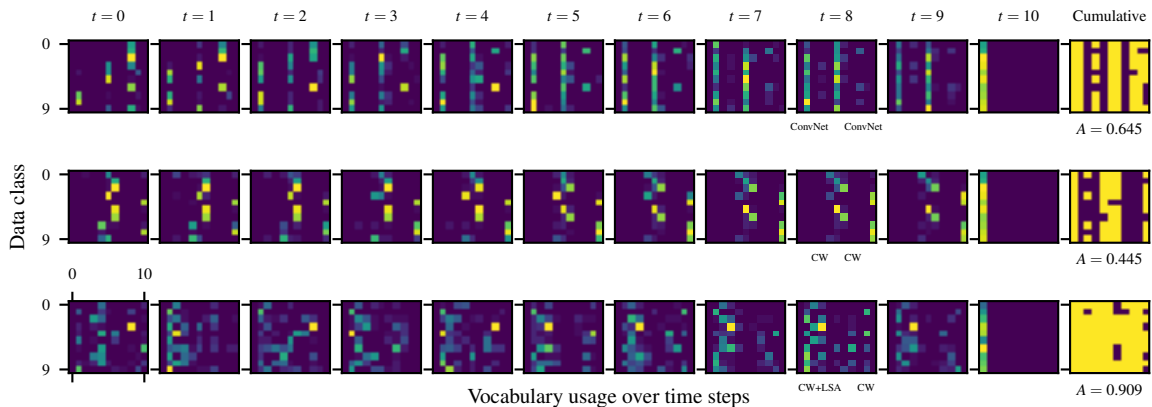 t = 0 t = 1 t = 2 t = 3 t = 4 t = 5 t = 6 t = 7 t = 8 t = 9 t = 10 Cumulative
0
9
ConvNet ConvNet
A = 0.645
Data class
0
9
CW CW
A = 0.445
0 10
0
9
CW+LSA CW
A = 0.909
Vocabulary usage over time steps